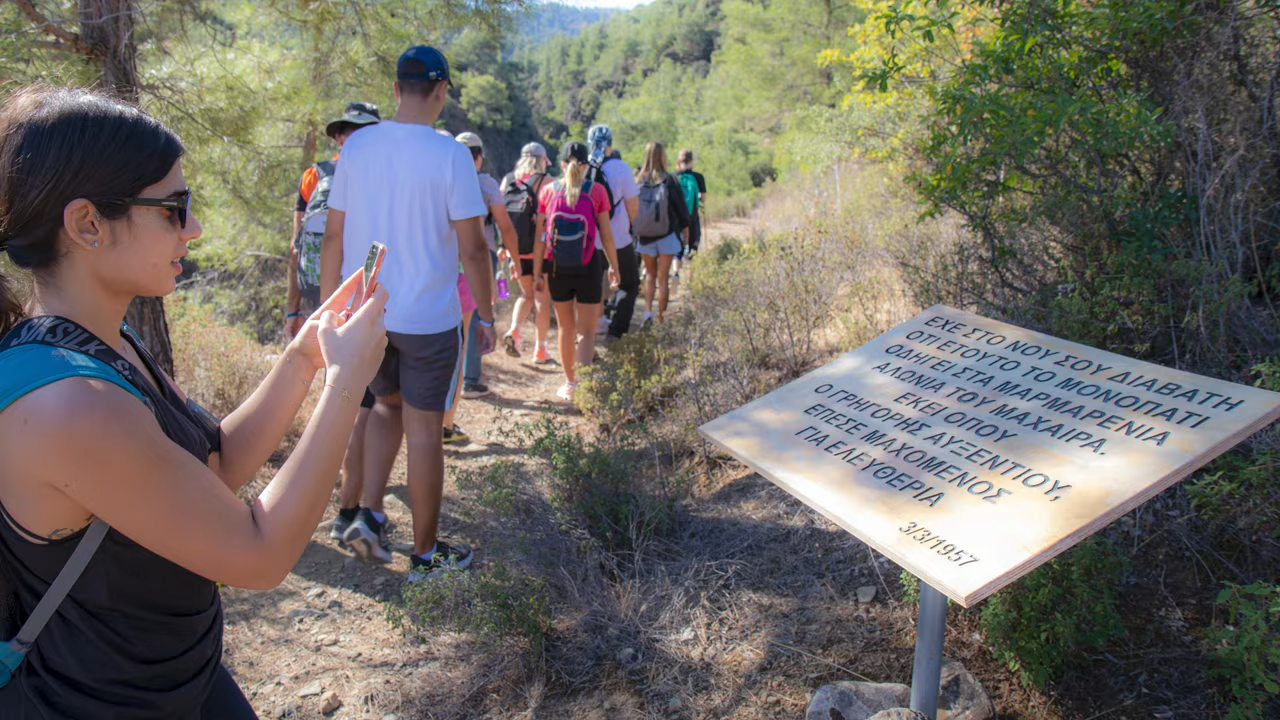 SIKSILK
ΕΧΕ ΣΤΟ ΝΟΥ ΣΟΥ ΔΙΑΒΑΤΗ
ΟΤΙ ΕΤΟΥΤΟ ΤΟ ΜΟΝΟΠΑΤΙ
ΟΔΗΓΕΙ ΣΤΑ ΜΑΡΜΑΡΕΝΙΑ
ΑΛΩΝΙΑ ΤΟΥ ΜΑΧΑΙΡΑ.
ΕΚΕΙ ΟΠΟΥ
Ο ΓΡΗΓΟΡΗΣ ΑΥΞΕΝΤΙΟΥ,
ΕΠΕΣΕ ΜΑΧΟΜΕΝΟΣ
ΓΙΑ ΕΛΕΥΘΕΡΙΑ
3/3/1957